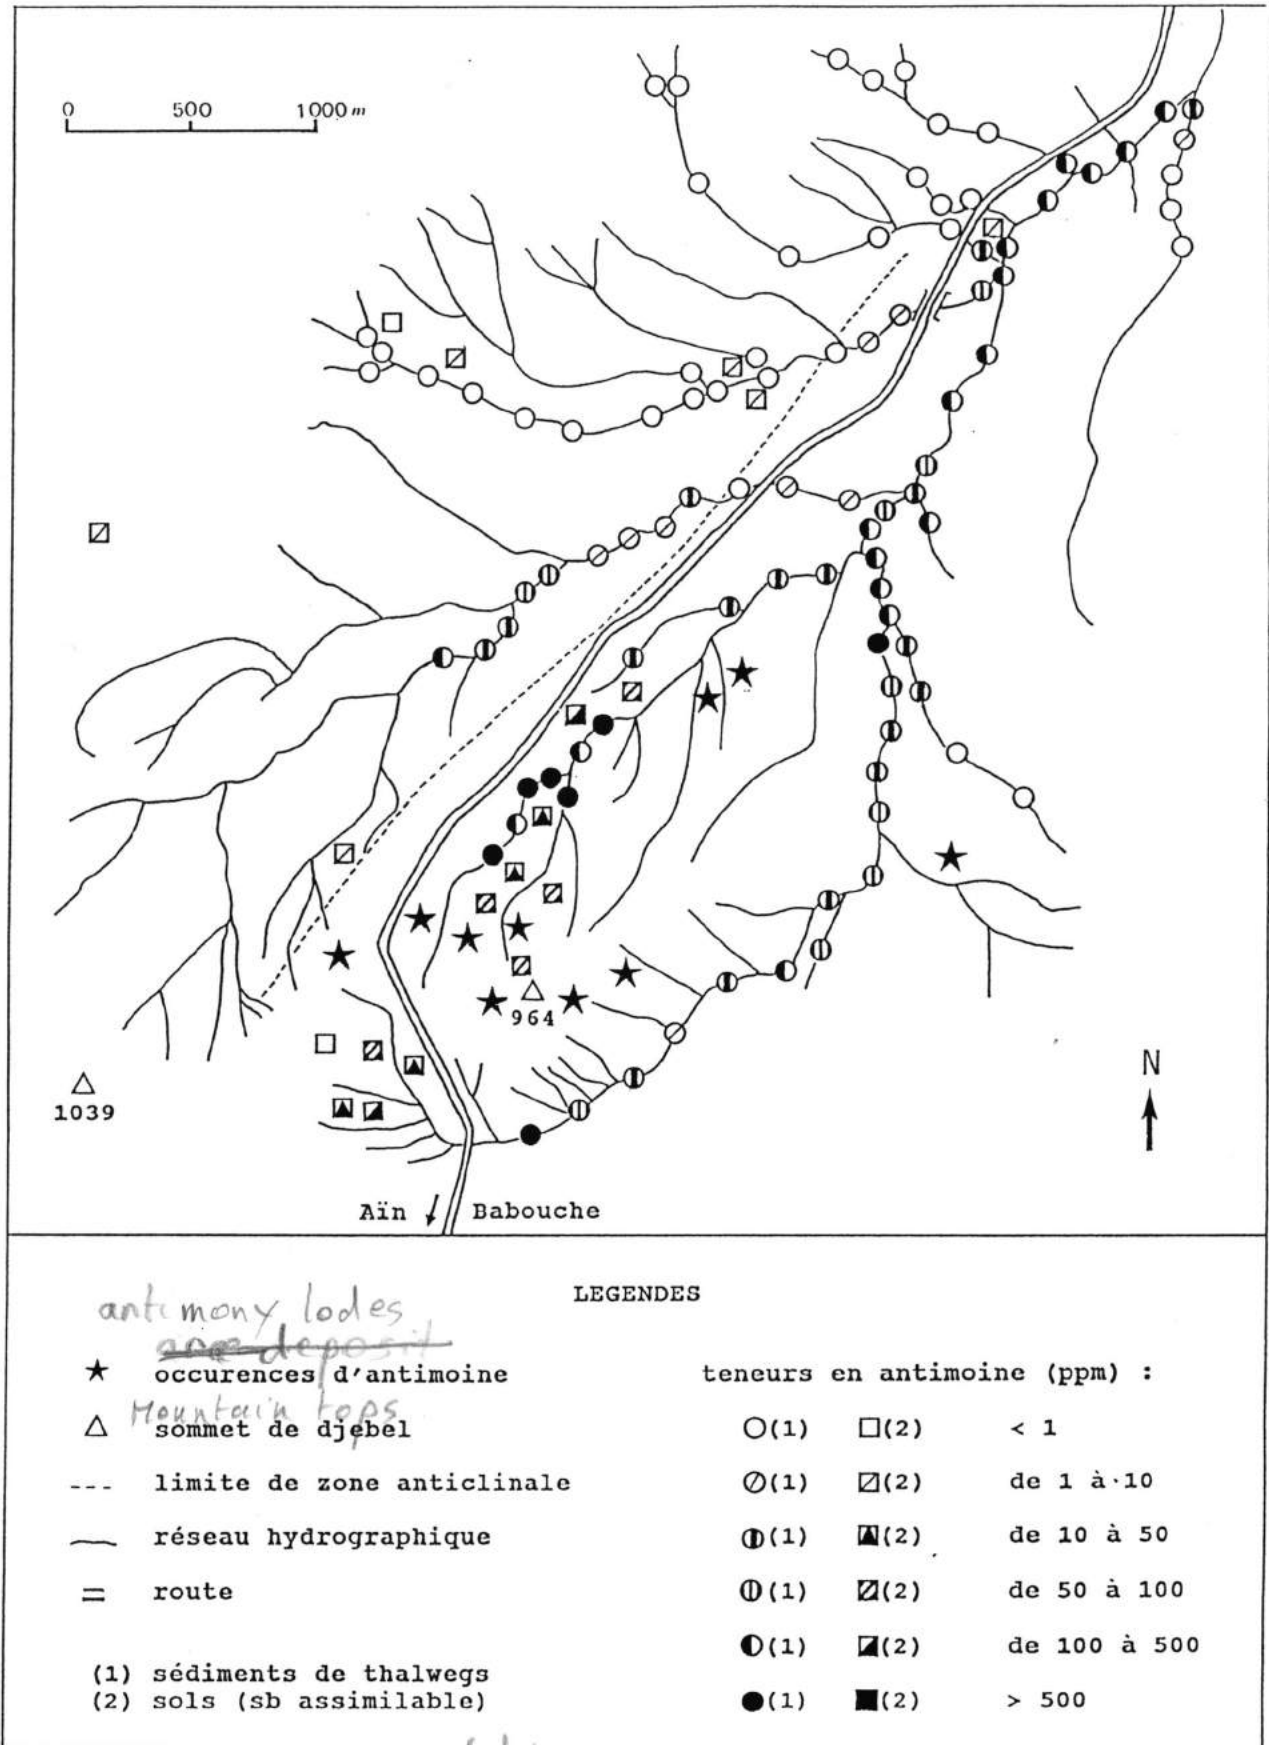 0 500 1000 m
964
1039
N
Aïn Babouche
LEGENDES
antimony lodes
ore deposit
★ occurences d'antimoine
Mountain tops
△ sommet de djebel
--- limite de zone anticlinale
réseau hydrographique
= route
(1) sédiments de thalwegs
(2) sols (sb assimilable)
teneurs en antimoine (ppm) :
(1) (2) < 1
(1) (2) de 1 à 10
(1) (2) de 10 à 50
(1) (2) de 50 à 100
(1) (2) de 100 à 500
(1) (2) > 500